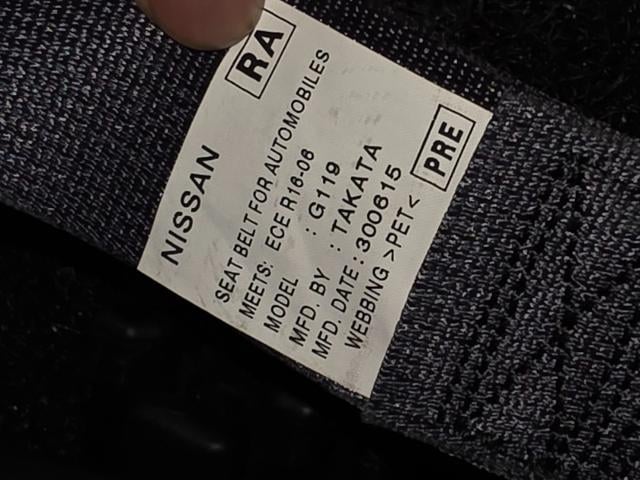 RA
NISSAN
SEAT BELT FOR AUTOMOBILES
MEETS: ECE R16-06
MODEL : G119
MFD. BY : TAKATA
MFD. DATE : 300615
WEBBING >PET<
PRE